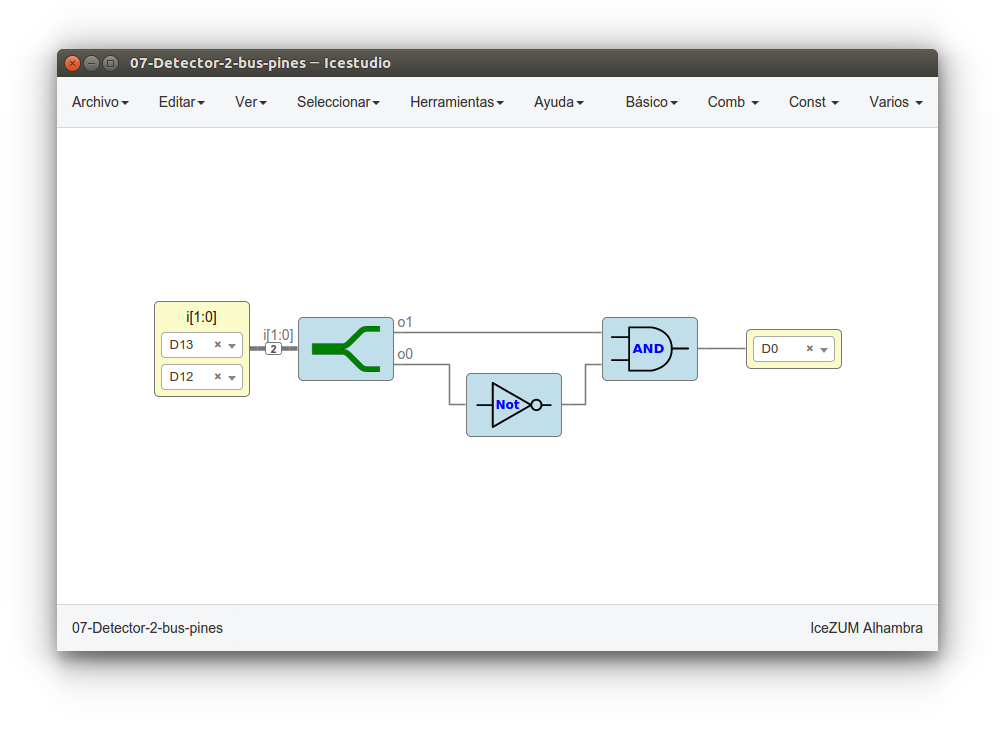 07-Detector-2-bus-pines — Icestudio
Archivo Editar Ver Seleccionar Herramientas Ayuda Básico Comb Const Varios
i[1:0]
D13
D12
i[1:0]
2
o1
o0
Not
AND
D0
07-Detector-2-bus-pines IceZUM Alhambra